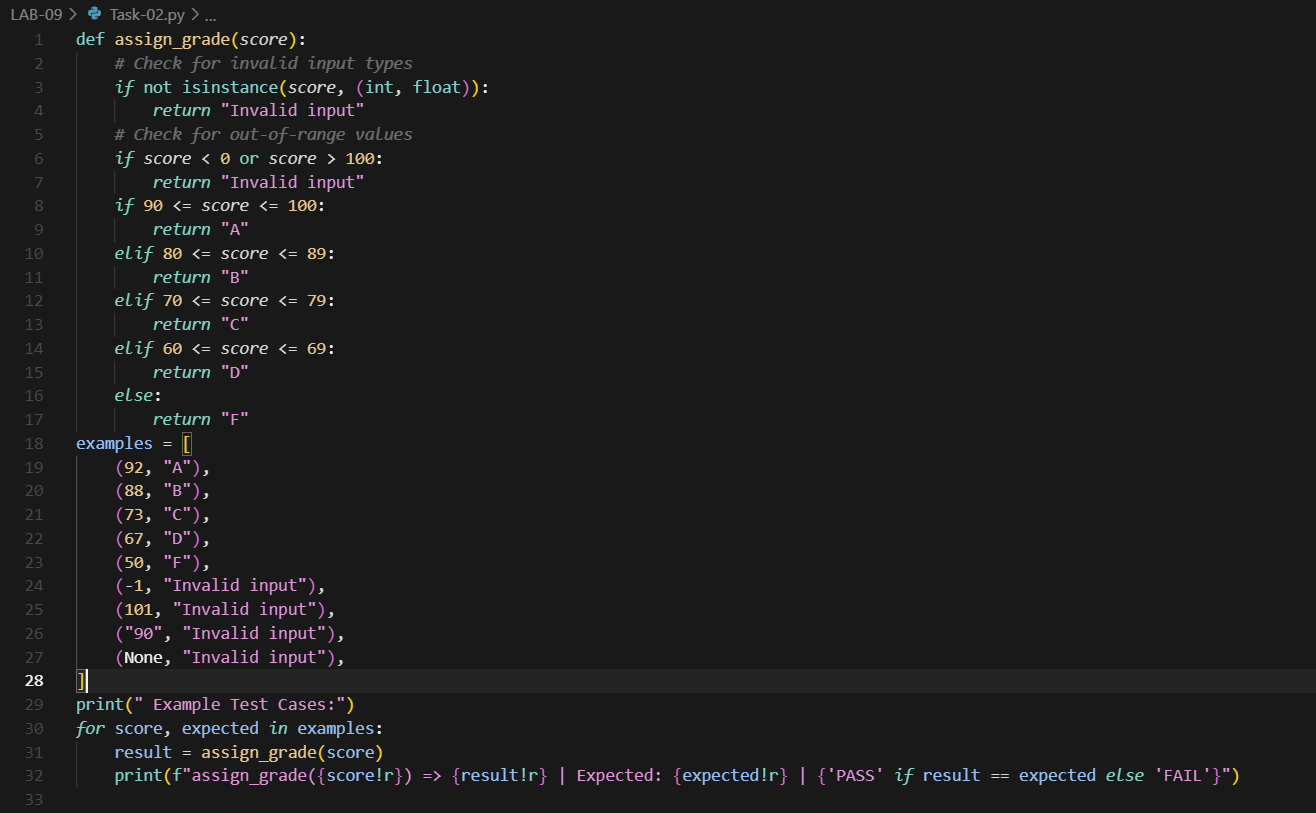 LAB-09 > Task-02.py > ...
1 def assign_grade(score):
2     # Check for invalid input types
3     if not isinstance(score, (int, float)):
4         return "Invalid input"
5     # Check for out-of-range values
6     if score < 0 or score > 100:
7         return "Invalid input"
8     if 90 <= score <= 100:
9         return "A"
10     elif 80 <= score <= 89:
11         return "B"
12     elif 70 <= score <= 79:
13         return "C"
14     elif 60 <= score <= 69:
15         return "D"
16     else:
17         return "F"
18 examples = [
19     (92, "A"),
20     (88, "B"),
21     (73, "C"),
22     (67, "D"),
23     (50, "F"),
24     (-1, "Invalid input"),
25     (101, "Invalid input"),
26     ("90", "Invalid input"),
27     (None, "Invalid input"),
28 ]
29 print(" Example Test Cases:")
30 for score, expected in examples:
31     result = assign_grade(score)
32     print(f"assign_grade({score!r}) => {result!r} | Expected: {expected!r} | {'PASS' if result == expected else 'FAIL'}")
33